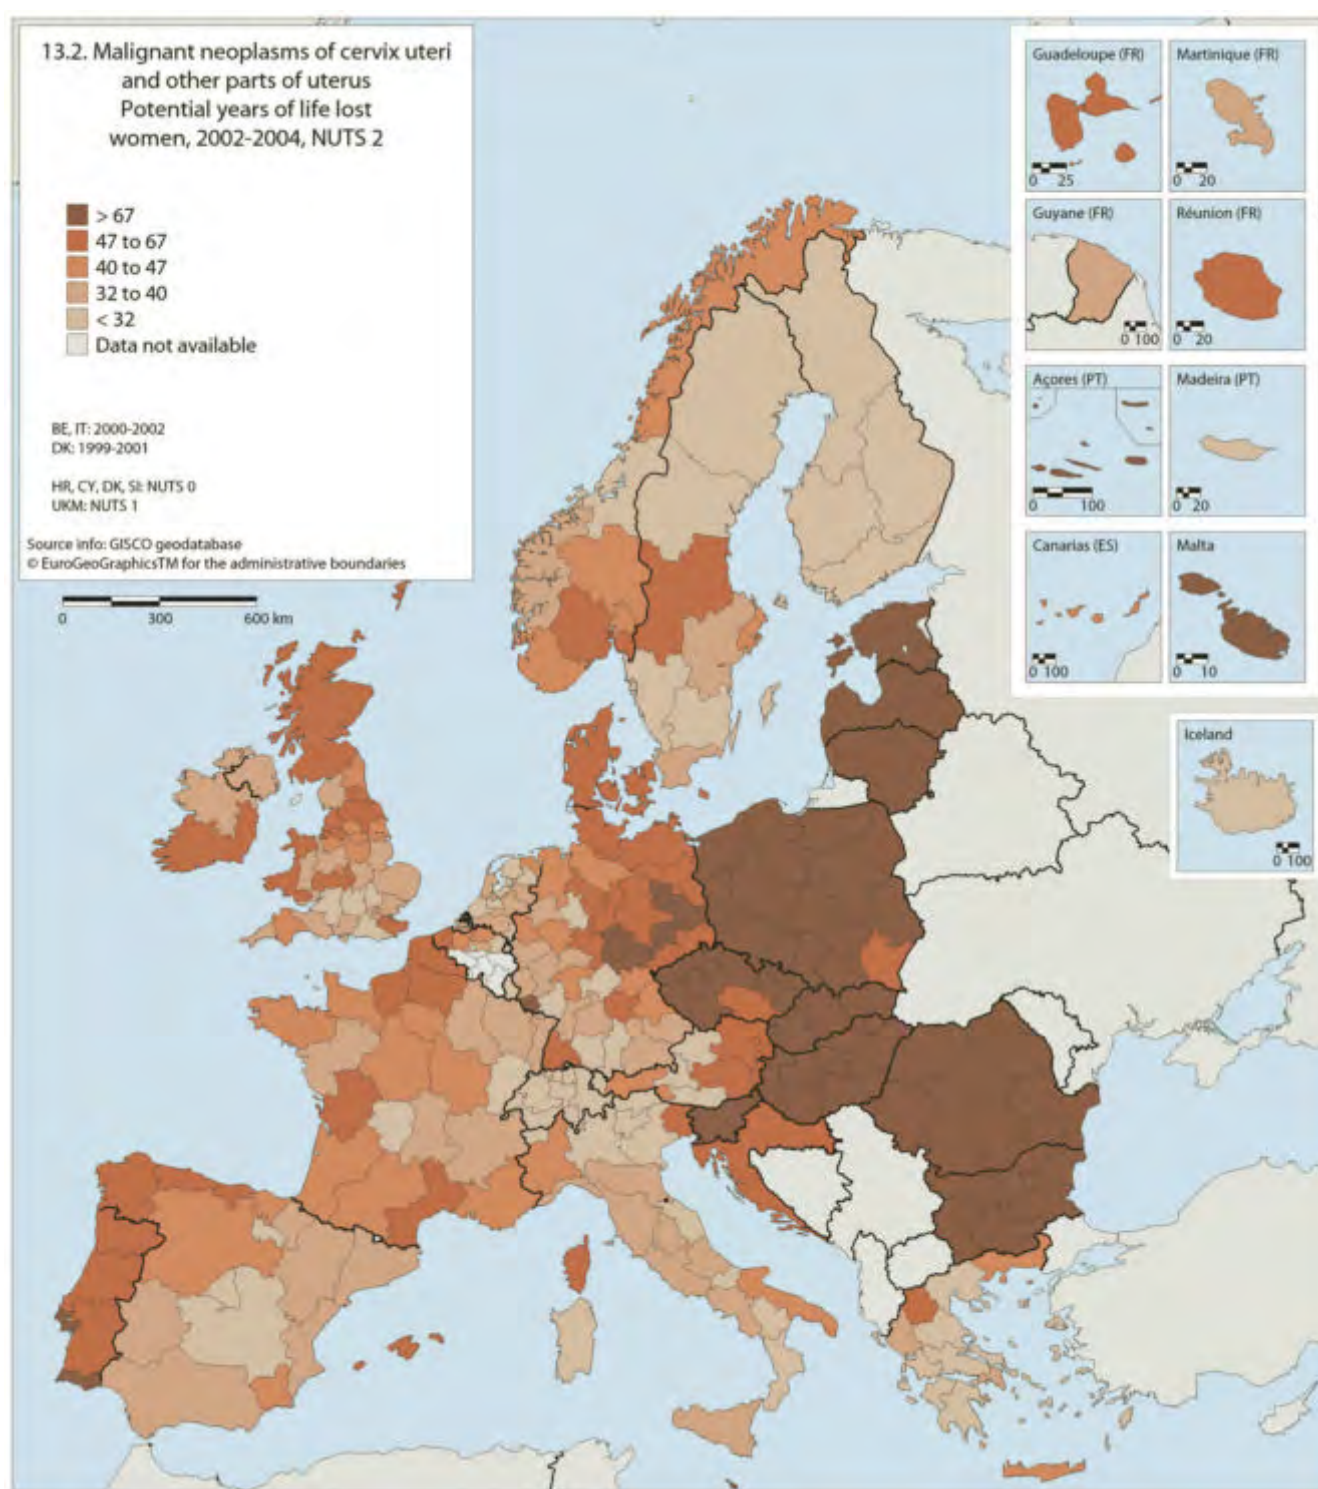 13.2. Malignant neoplasms of cervix uteri
and other parts of uterus
Potential years of life lost
women, 2002-2004, NUTS 2
> 67
47 to 67
40 to 47
32 to 40
< 32
Data not available
BE, IT: 2000-2002
DK: 1999-2001
HR, CY, DK, SI: NUTS 0
UKM: NUTS 1
Source info: GISCO geodatabase
© EuroGeoGraphicsTM for the administrative boundaries
0 300 600 km
Guadeloupe (FR)
0 25
Martinique (FR)
0 20
Guyane (FR)
0 100
Réunion (FR)
0 20
Açores (PT)
0 100
Madeira (PT)
0 20
Canarias (ES)
0 100
Malta
0 10
Iceland
0 100